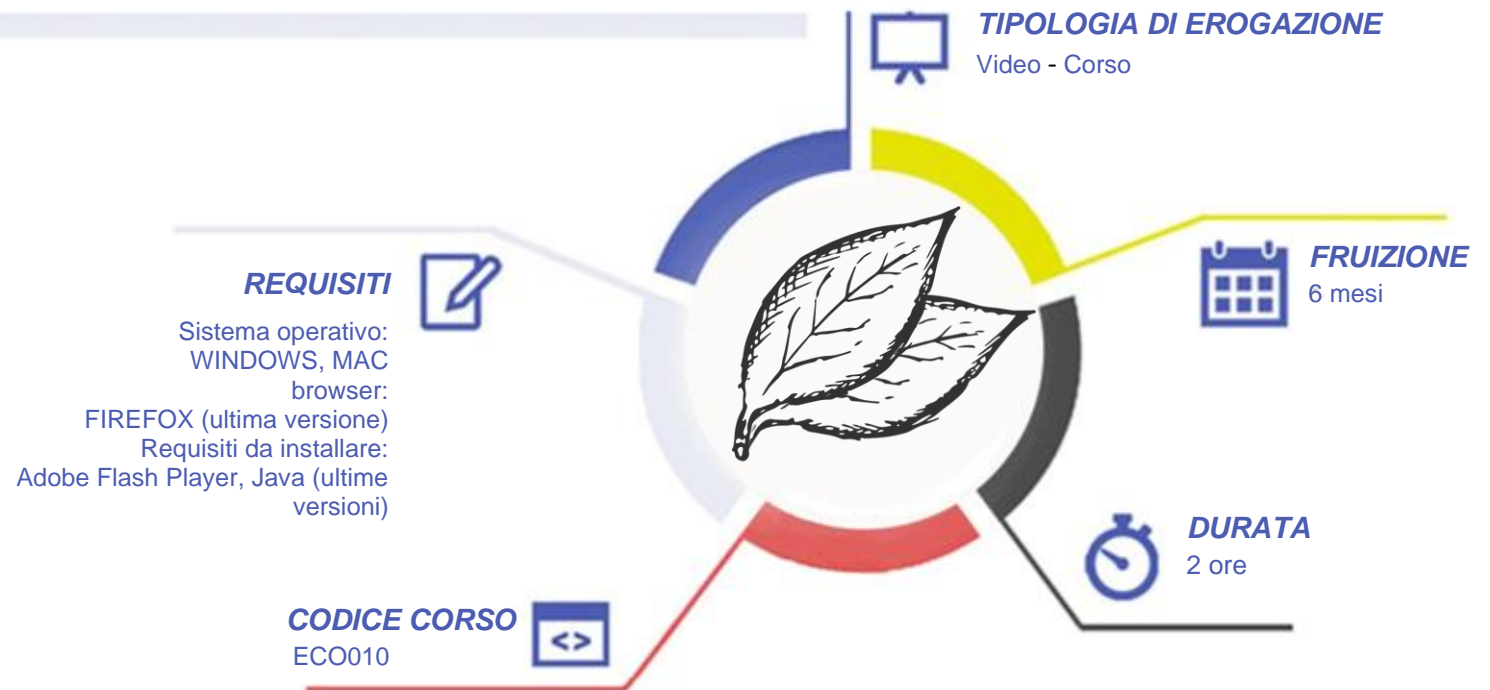 TIPOLOGIA DI EROGAZIONE
Video - Corso
REQUISITI
Sistema operativo:
WINDOWS, MAC
browser:
FIREFOX (ultima versione)
Requisiti da installare:
Adobe Flash Player, Java (ultime
versioni)
FRUIZIONE
6 mesi
DURATA
2 ore
CODICE CORSO
<>
ECO010